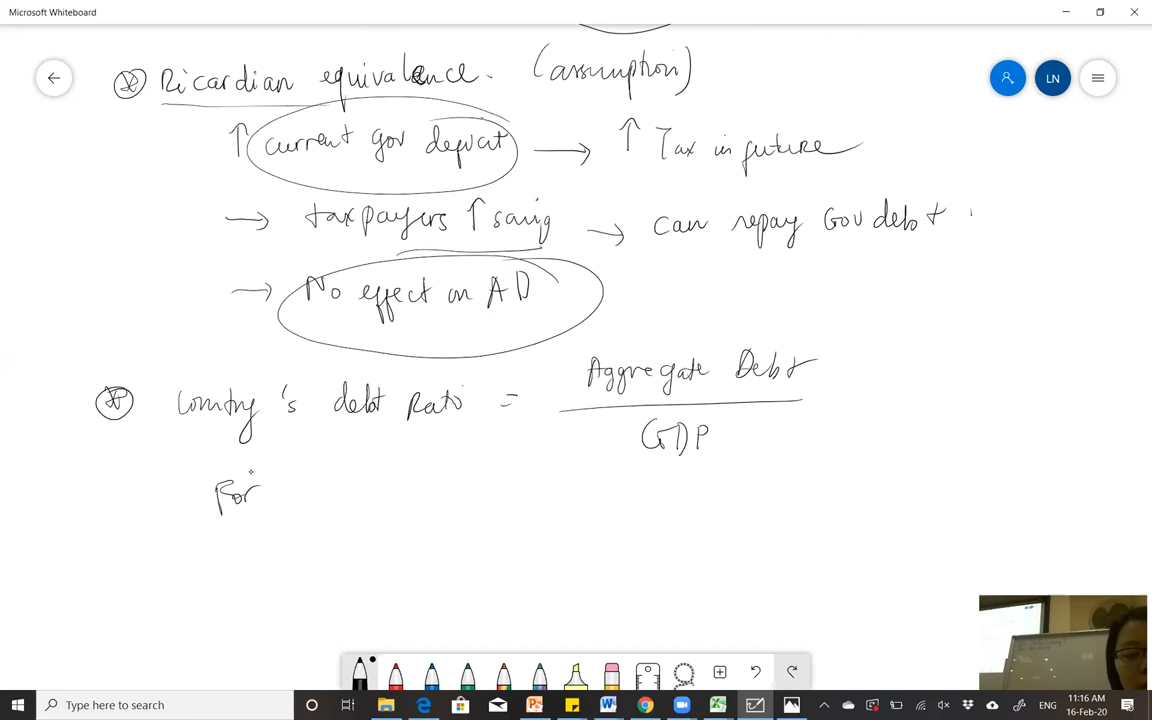 Microsoft Whiteboard
Ricardian equivalence. (assumption)
↑ current gov deficit → ↑ Tax in future
LN
→ taxpayers ↑ saving → can repay Gov debt
→ No effect on AD
Country's debt Ratio = Aggregate Debt
GDP
For
Type here to search
ENG
11:16 AM
16-Feb-20